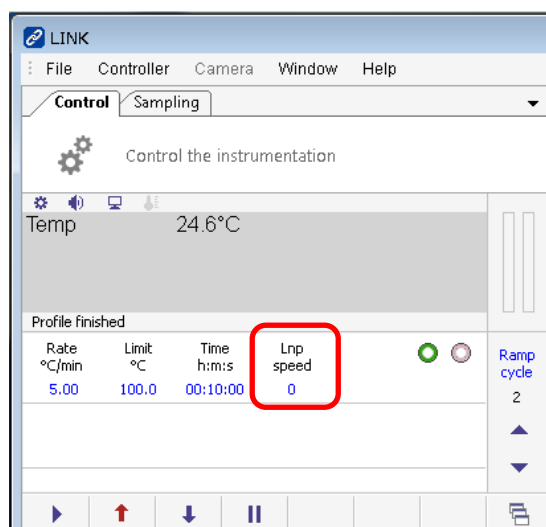 LINK
File Controller Camera Window Help
Control Sampling
Control the instrumentation
Temp 24.6°C
Profile finished
Rate Limit Time Lnp
°C/min °C h:m:s speed
5.00 100.0 00:10:00 0
Ramp
cycle
2